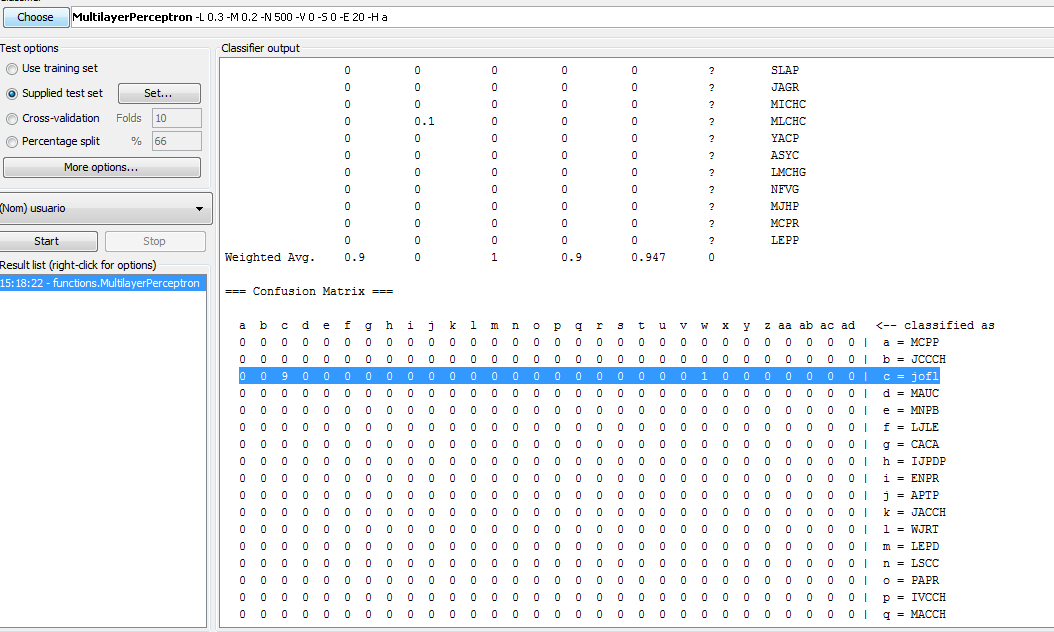 Choose MultilayerPerceptron -L 0.3 -M 0.2 -N 500 -V 0 -S 0 -E 20 -H a
Test options
Use training set
Supplied test set Set...
Cross-validation Folds 10
Percentage split % 66
More options...
(Nom) usuario
Start Stop
Result list (right-click for options)
15:18:22 - functions.MultilayerPerceptron
Classifier output
0 0 0 0 0 ? SLAP
0 0 0 0 0 ? JAGR
0 0 0 0 0 ? MICHC
0 0.1 0 0 0 ? MLCHC
0 0 0 0 0 ? YACP
0 0 0 0 0 ? ASYC
0 0 0 0 0 ? LMCHG
0 0 0 0 0 ? NFVG
0 0 0 0 0 ? MJHP
0 0 0 0 0 ? MCPR
0 0 0 0 0 ? LEPP
Weighted Avg. 0.9 0 1 0.9 0.947 0
=== Confusion Matrix ===
a b c d e f g h i j k l m n o p q r s t u v w x y z aa ab ac ad <-- classified as
0 0 0 0 0 0 0 0 0 0 0 0 0 0 0 0 0 0 0 0 0 0 0 0 0 0 0 0 0 0 | a = MCPP
0 0 0 0 0 0 0 0 0 0 0 0 0 0 0 0 0 0 0 0 0 0 0 0 0 0 0 0 0 0 | b = JCCCH
0 0 9 0 0 0 0 0 0 0 0 0 0 0 0 0 0 0 0 0 0 0 1 0 0 0 0 0 0 0 | c = jofl
0 0 0 0 0 0 0 0 0 0 0 0 0 0 0 0 0 0 0 0 0 0 0 0 0 0 0 0 0 0 | d = MAUC
0 0 0 0 0 0 0 0 0 0 0 0 0 0 0 0 0 0 0 0 0 0 0 0 0 0 0 0 0 0 | e = MNPB
0 0 0 0 0 0 0 0 0 0 0 0 0 0 0 0 0 0 0 0 0 0 0 0 0 0 0 0 0 0 | f = LJLE
0 0 0 0 0 0 0 0 0 0 0 0 0 0 0 0 0 0 0 0 0 0 0 0 0 0 0 0 0 0 | g = CACA
0 0 0 0 0 0 0 0 0 0 0 0 0 0 0 0 0 0 0 0 0 0 0 0 0 0 0 0 0 0 | h = IJPDP
0 0 0 0 0 0 0 0 0 0 0 0 0 0 0 0 0 0 0 0 0 0 0 0 0 0 0 0 0 0 | i = ENPR
0 0 0 0 0 0 0 0 0 0 0 0 0 0 0 0 0 0 0 0 0 0 0 0 0 0 0 0 0 0 | j = APTP
0 0 0 0 0 0 0 0 0 0 0 0 0 0 0 0 0 0 0 0 0 0 0 0 0 0 0 0 0 0 | k = JACCH
0 0 0 0 0 0 0 0 0 0 0 0 0 0 0 0 0 0 0 0 0 0 0 0 0 0 0 0 0 0 | l = WJRT
0 0 0 0 0 0 0 0 0 0 0 0 0 0 0 0 0 0 0 0 0 0 0 0 0 0 0 0 0 0 | m = LEPD
0 0 0 0 0 0 0 0 0 0 0 0 0 0 0 0 0 0 0 0 0 0 0 0 0 0 0 0 0 0 | n = LSCC
0 0 0 0 0 0 0 0 0 0 0 0 0 0 0 0 0 0 0 0 0 0 0 0 0 0 0 0 0 0 | o = PAPR
0 0 0 0 0 0 0 0 0 0 0 0 0 0 0 0 0 0 0 0 0 0 0 0 0 0 0 0 0 0 | p = IVCCH
0 0 0 0 0 0 0 0 0 0 0 0 0 0 0 0 0 0 0 0 0 0 0 0 0 0 0 0 0 0 | q = MACCH